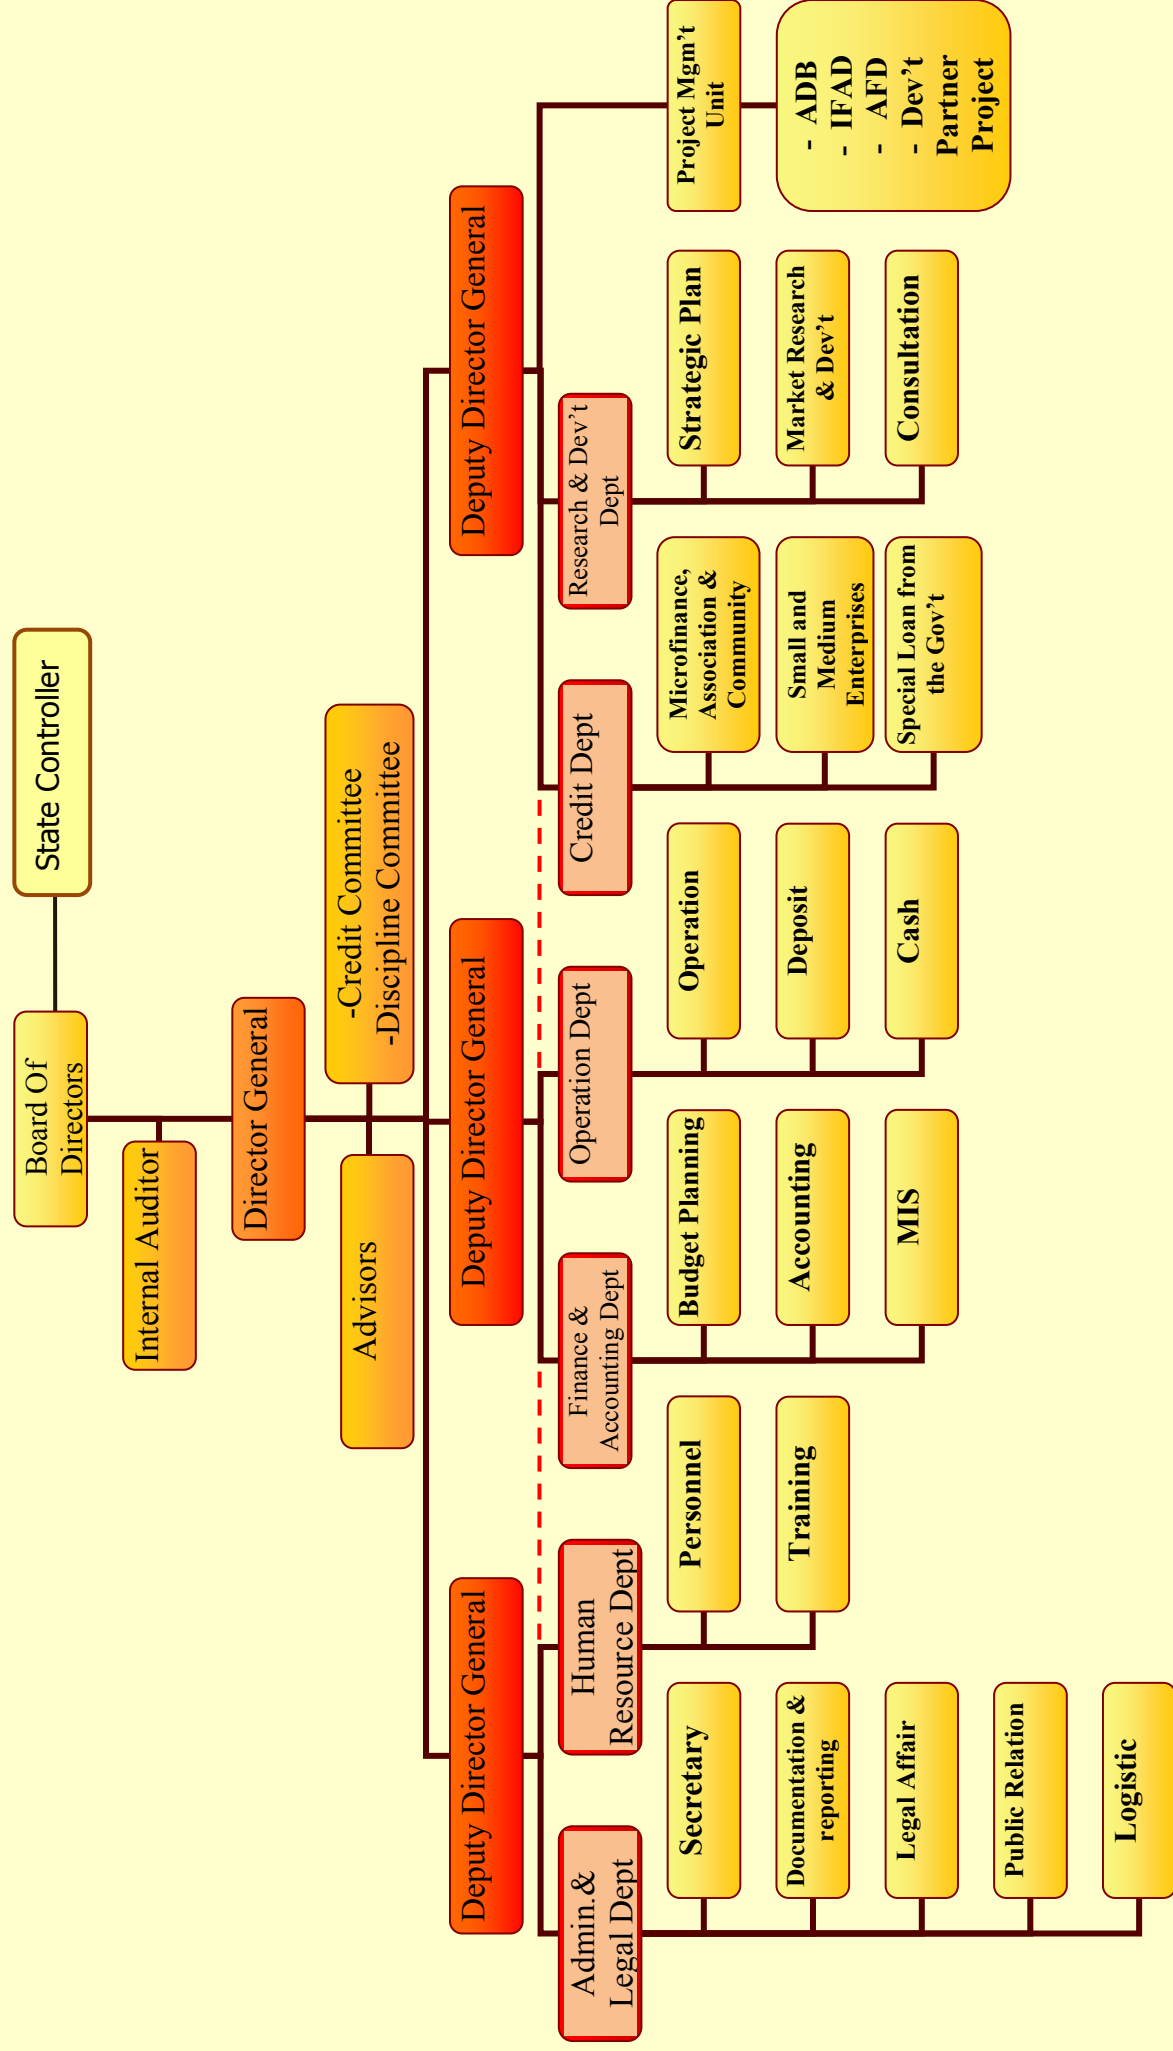 Board Of
Directors
State Controller
Internal Auditor
Director General
Advisors
-Credit Committee
-Discipline Committee
Deputy Director General
Deputy Director General
Deputy Director General
Admin.&
Legal Dept
Human
Resource Dept
Finance &
Accounting Dept
Operation Dept
Credit Dept
Research & Dev’t
Dept
Project Mgm’t
Unit
Secretary
Documentation &
reporting
Legal Affair
Public Relation
Logistic
Personnel
Training
Budget Planning
Accounting
MIS
Operation
Deposit
Cash
Microfinance,
Association &
Community
Small and
Medium
Enterprises
Special Loan from
the Gov’t
Strategic Plan
Market Research
& Dev’t
Consultation
- ADB
- IFAD
- AFD
- Dev’t
Partner
Project